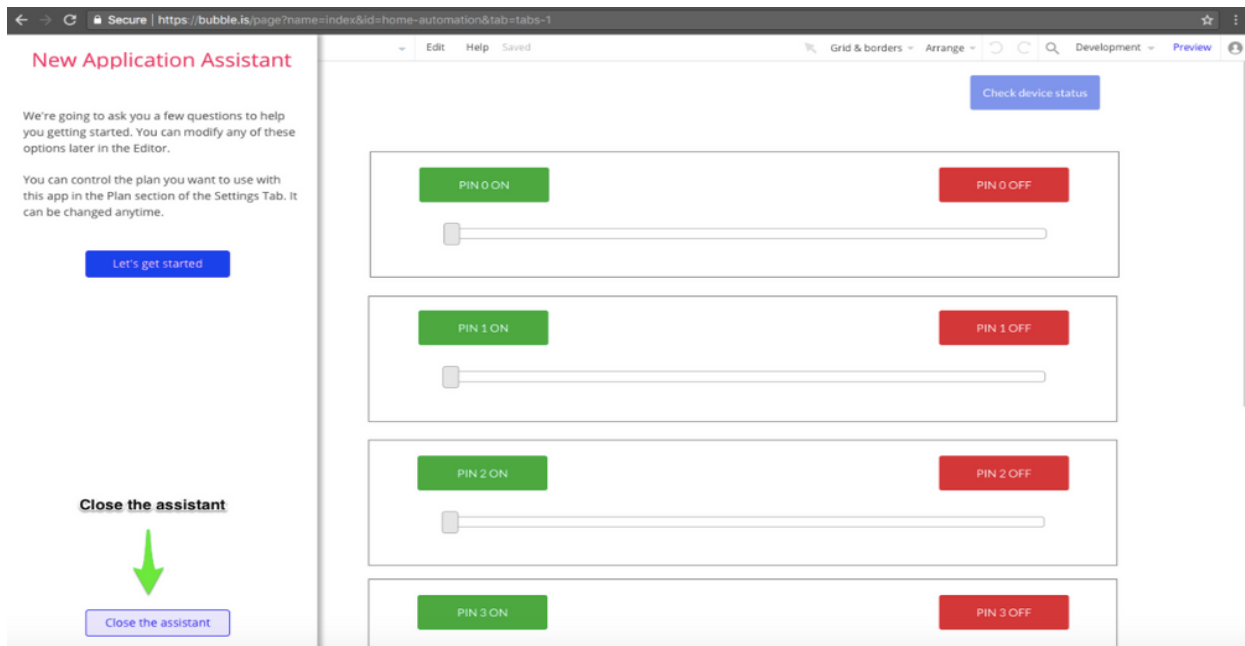 Secure | https://bubble.is/page?name=index&id=home-automation&tab=tabs-1
New Application Assistant
We're going to ask you a few questions to help
you getting started. You can modify any of these
options later in the Editor.
You can control the plan you want to use with
this app in the Plan section of the Settings Tab. It
can be changed anytime.
Let's get started
Close the assistant
Close the assistant
Edit Help Saved Grid & borders Arrange Development Preview
Check device status
PIN 0 ON PIN 0 OFF
PIN 1 ON PIN 1 OFF
PIN 2 ON PIN 2 OFF
PIN 3 ON PIN 3 OFF